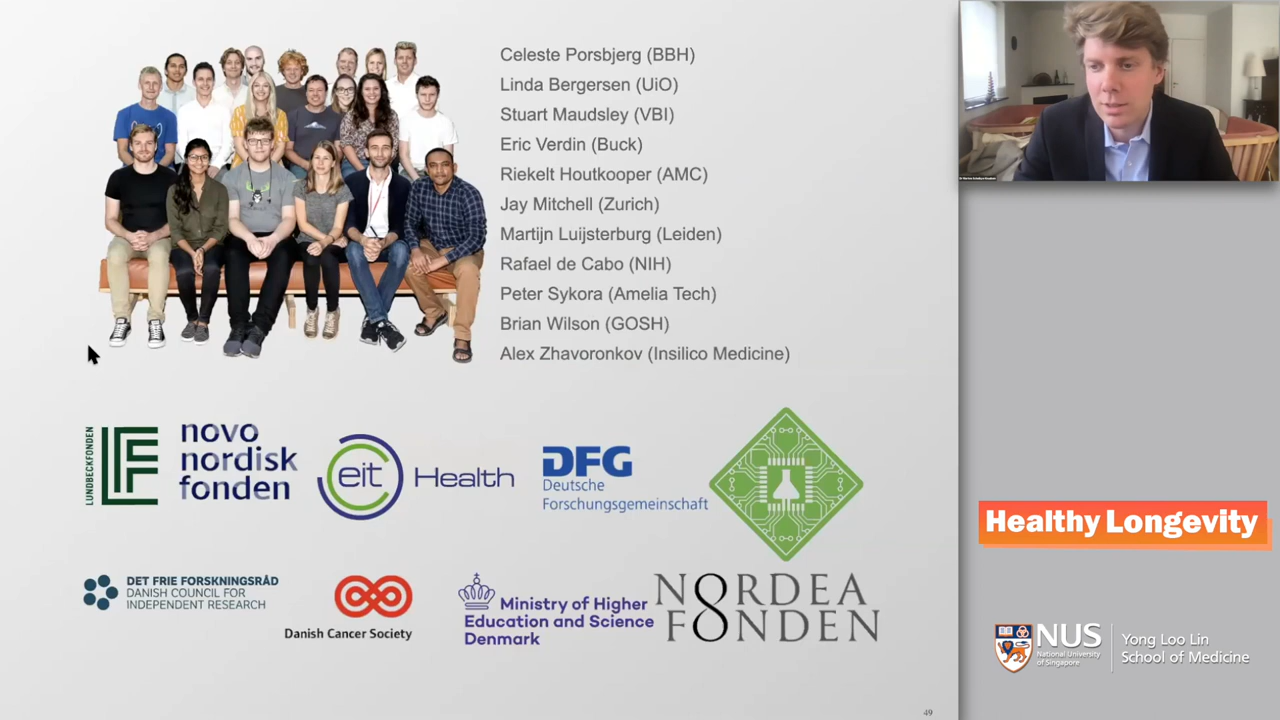 Celeste Porsbjerg (BBH)
Linda Bergersen (UiO)
Stuart Maudsley (VBI)
Eric Verdin (Buck)
Riekelt Houtkooper (AMC)
Jay Mitchell (Zurich)
Martijn Luijsterburg (Leiden)
Rafael de Cabo (NIH)
Peter Sykora (Amelia Tech)
Brian Wilson (GOSH)
Alex Zhavoronkov (Insilico Medicine)
LUNDBECKFONDEN
novo
nordisk
fonden
eit Health
DFG
Deutsche
Forschungsgemeinschaft
DET FRIE FORSKNINGSRÅD
DANISH COUNCIL FOR
INDEPENDENT RESEARCH
Danish Cancer Society
Ministry of Higher
Education and Science
Denmark
NORDEA
FONDEN
49
Healthy Longevity
NUS
National University
of Singapore
Yong Loo Lin
School of Medicine